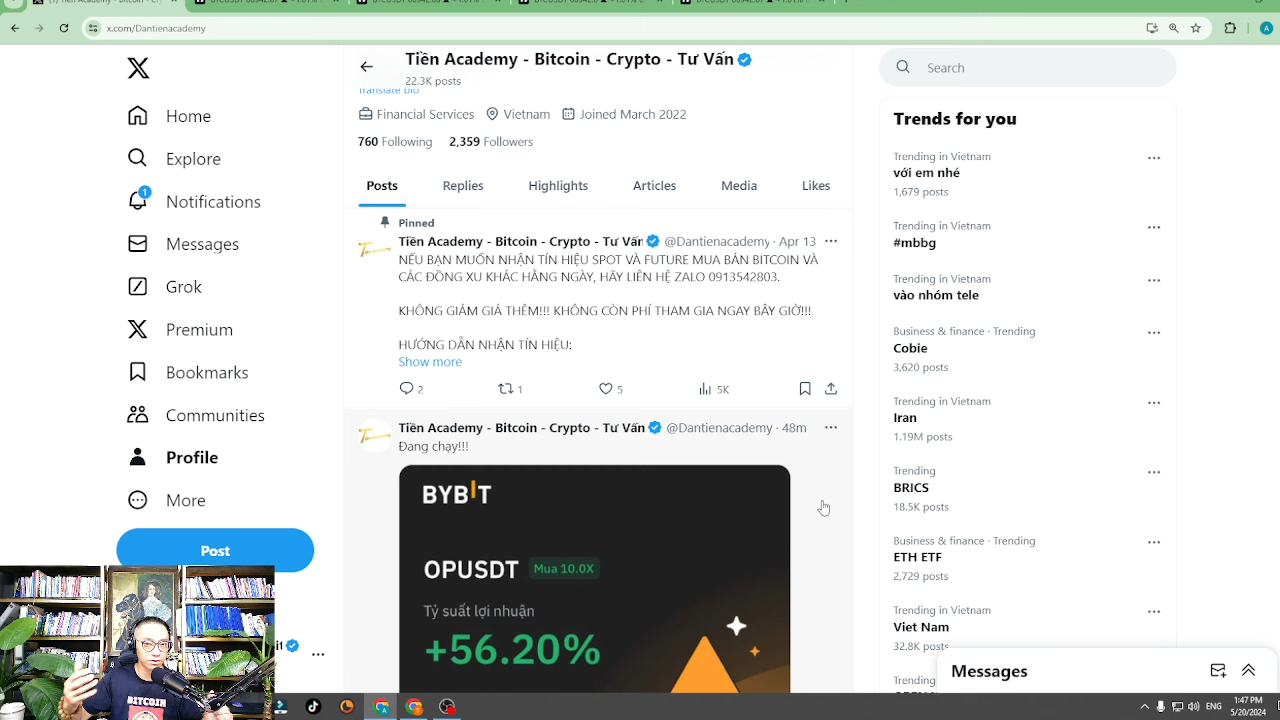 x.com/Dantienacademy
Tiền Academy - Bitcoin - Crypto - Tư Vấn
22.3K posts
Translate bio
Financial Services Vietnam Joined March 2022
760 Following 2,359 Followers
Posts Replies Highlights Articles Media Likes
Pinned
Tiền Academy - Bitcoin - Crypto - Tư Vấn @Dantienacademy · Apr 13
NẾU BẠN MUỐN NHẬN TÍN HIỆU SPOT VÀ FUTURE MUA BÁN BITCOIN VÀ
CÁC ĐỒNG XU KHÁC HẰNG NGÀY, HÃY LIÊN HỆ ZALO 0913542803.
KHÔNG GIẢM GIÁ THÊM!!! KHÔNG CÒN PHÍ THAM GIA NGAY BÂY GIỜ!!!
HƯỚNG DẪN NHẬN TÍN HIỆU:
Show more
2 1 5 5K
Tiền Academy - Bitcoin - Crypto - Tư Vấn @Dantienacademy · 48m
Đang chạy!!!
BYBIT
OPUSDT Mua 10.0X
Tỷ suất lợi nhuận
+56.20%
Home
Explore
1
Notifications
Messages
Grok
Premium
Bookmarks
Communities
Profile
More
Post
Search
Trends for you
Trending in Vietnam
với em nhé
1,679 posts
Trending in Vietnam
#mbbg
Trending in Vietnam
vào nhóm tele
Business & finance · Trending
Cobie
3,620 posts
Trending in Vietnam
Iran
1.19M posts
Trending
BRICS
18.5K posts
Business & finance · Trending
ETH ETF
2,729 posts
Trending in Vietnam
Viet Nam
32.8K posts
Trending
Messages
ENG
1:47 PM
5/20/2024